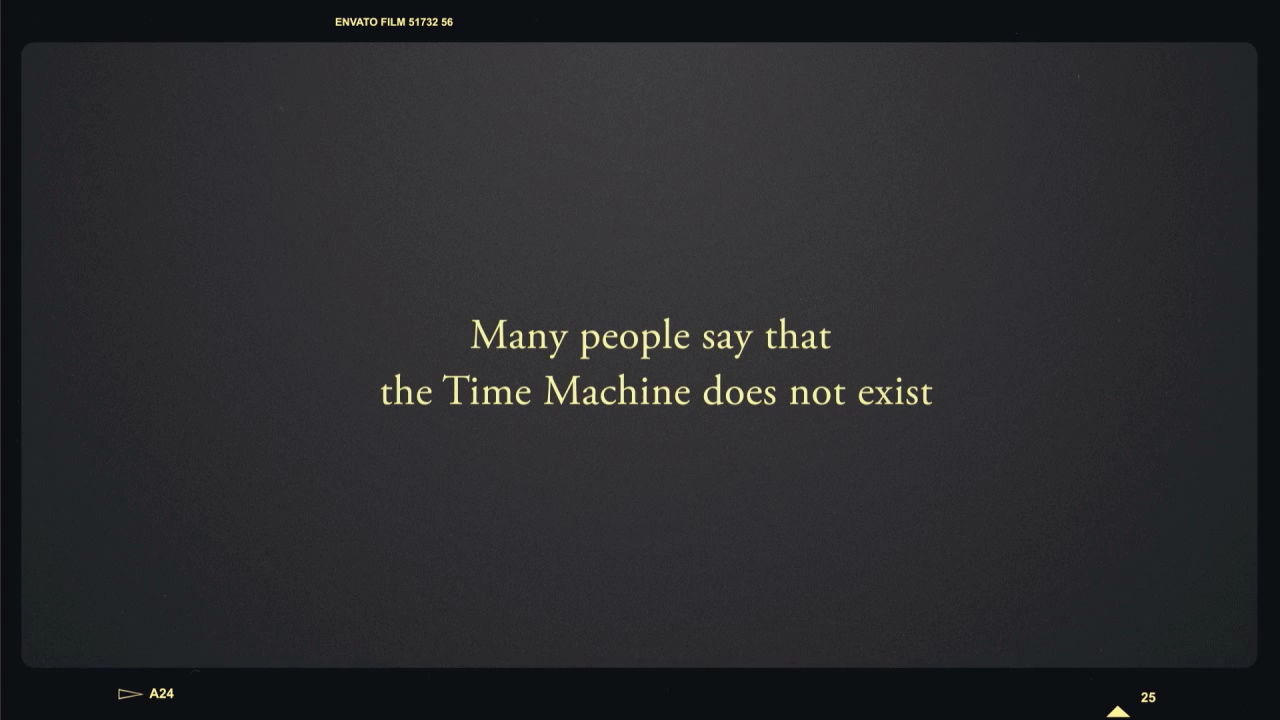 ENVATO FILM 51732 56
Many people say that
the Time Machine does not exist
A24
25